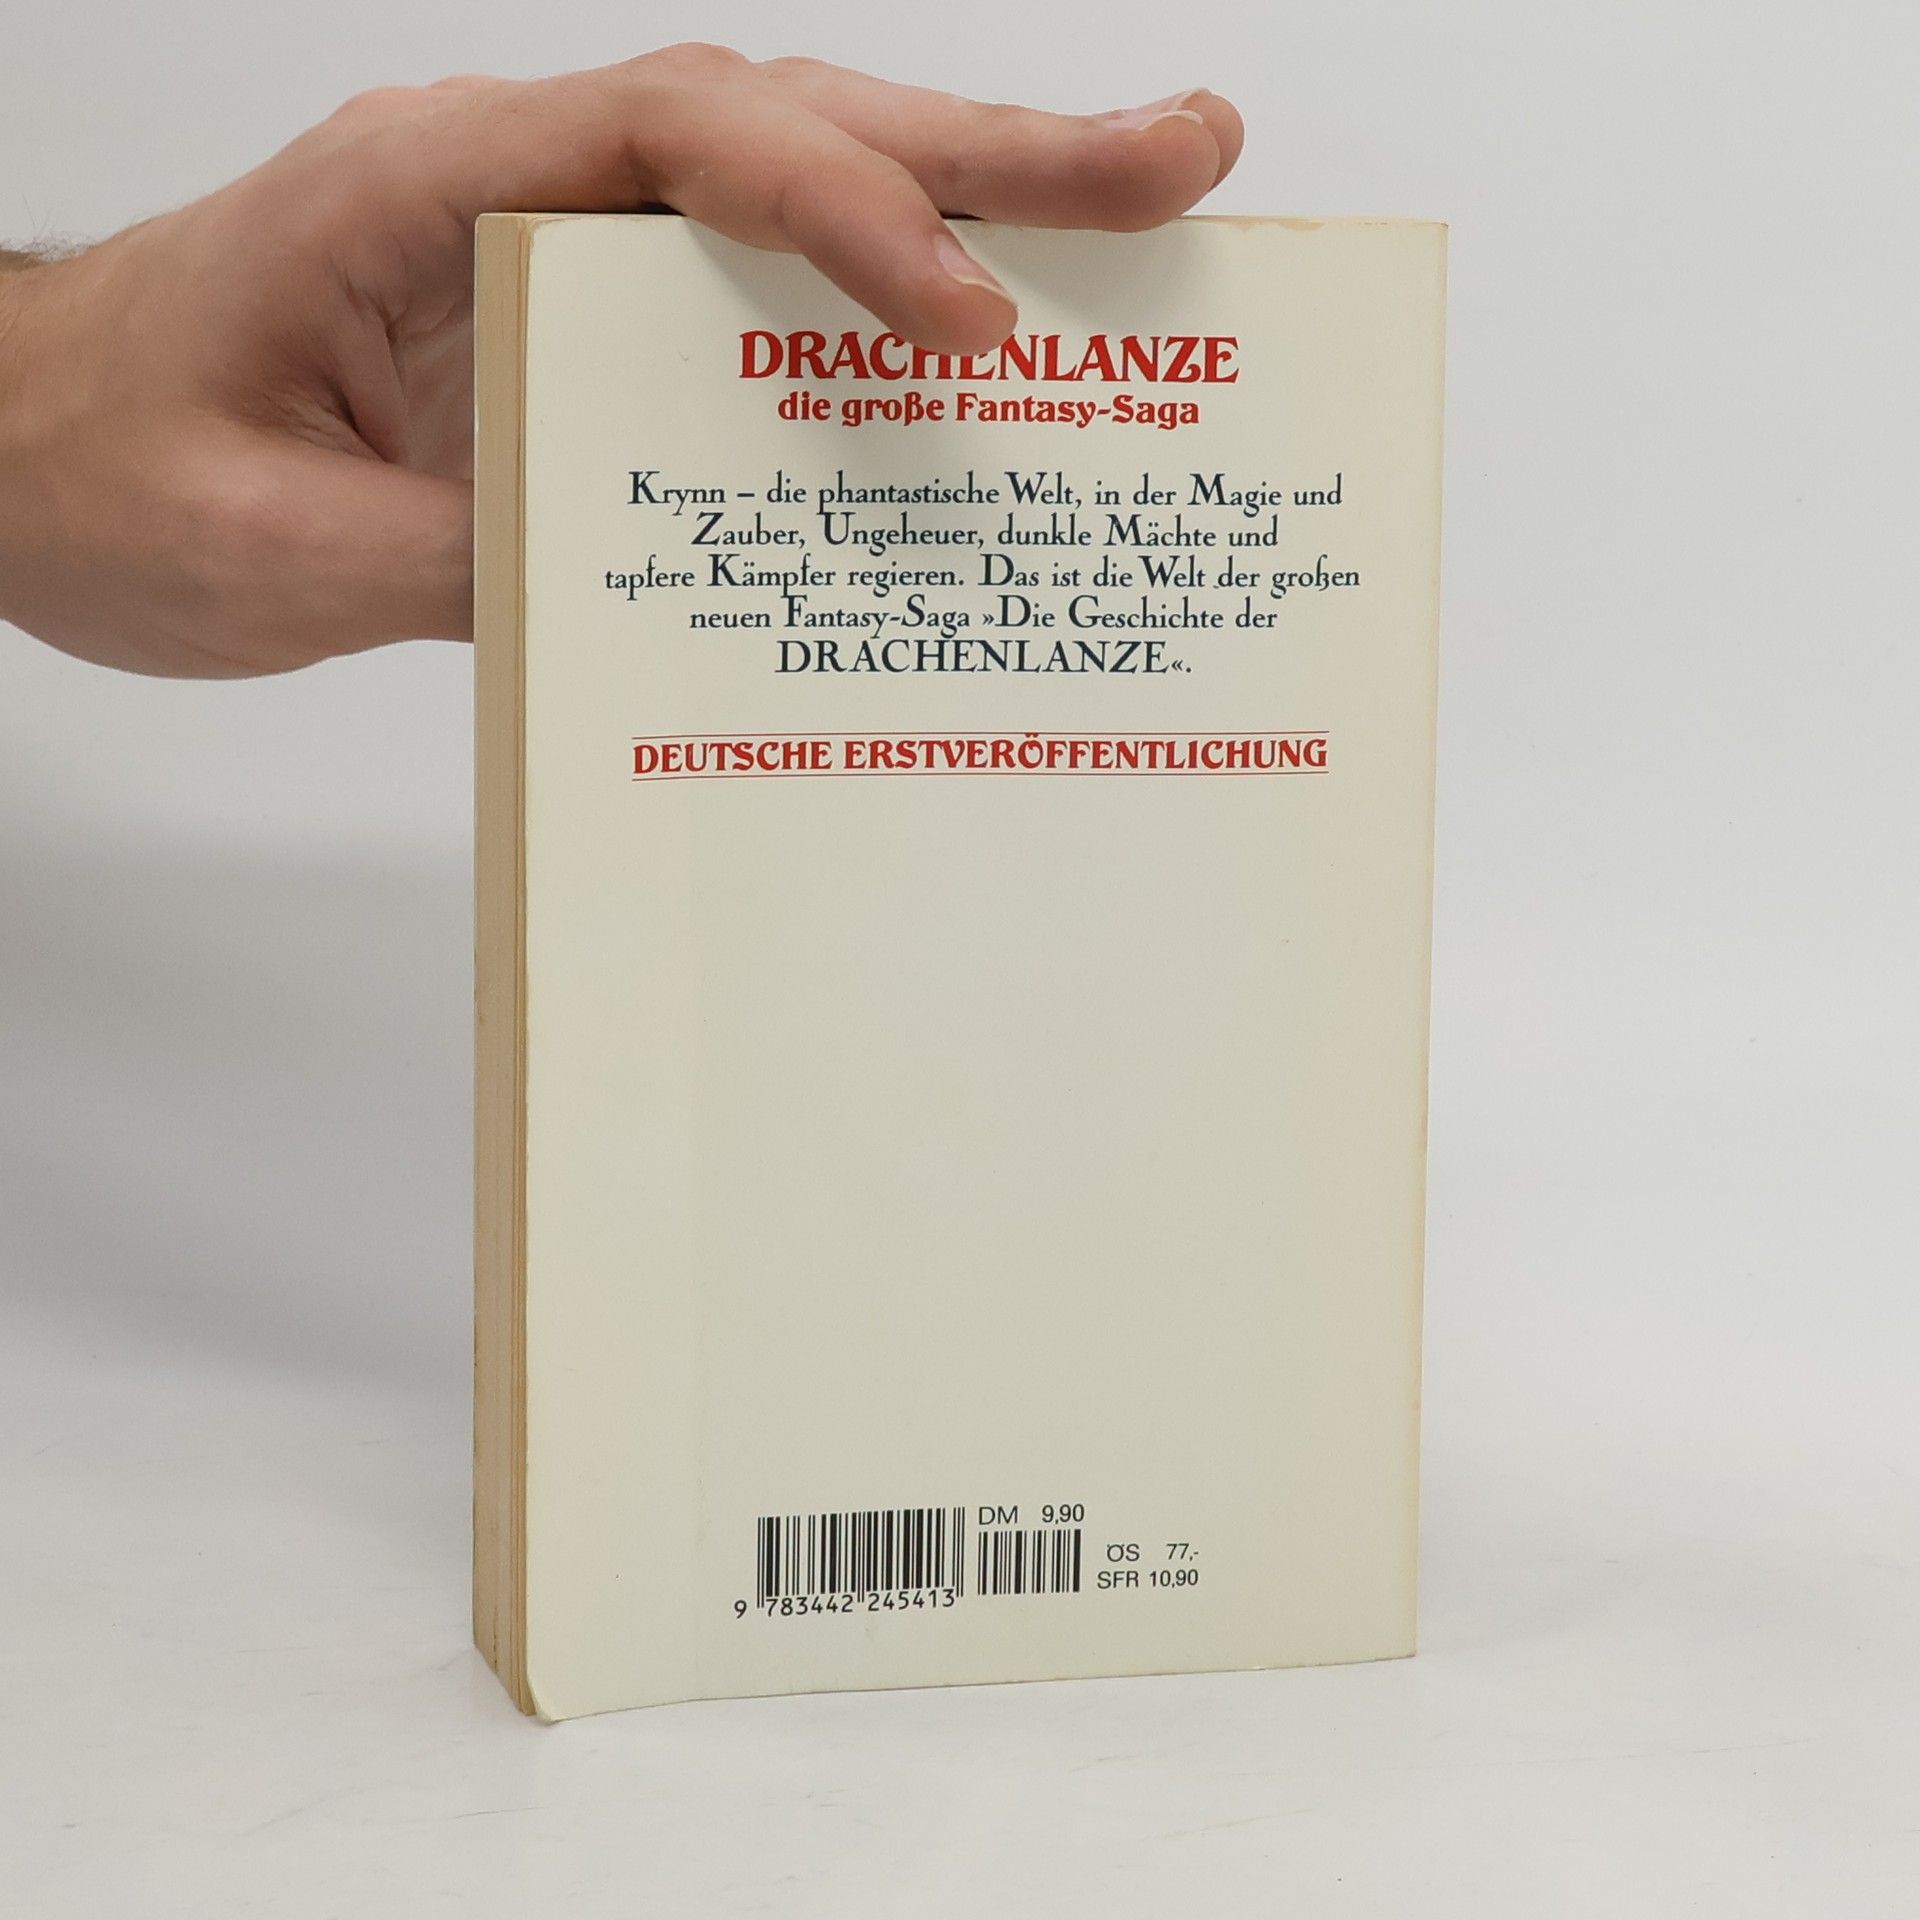 DRACHENLANZE
die große Fantasy-Saga
Krynn – die phantastische Welt, in der Magie und
Zauber, Ungeheuer, dunkle Mächte und
tapfere Kämpfer regieren. Das ist die Welt der großen
neuen Fantasy-Saga »Die Geschichte der
DRACHENLANZE«.
DEUTSCHE ERSTVERÖFFENTLICHUNG
DM 9,90
ÖS 77,-
SFR 10,90
9 783442 245413